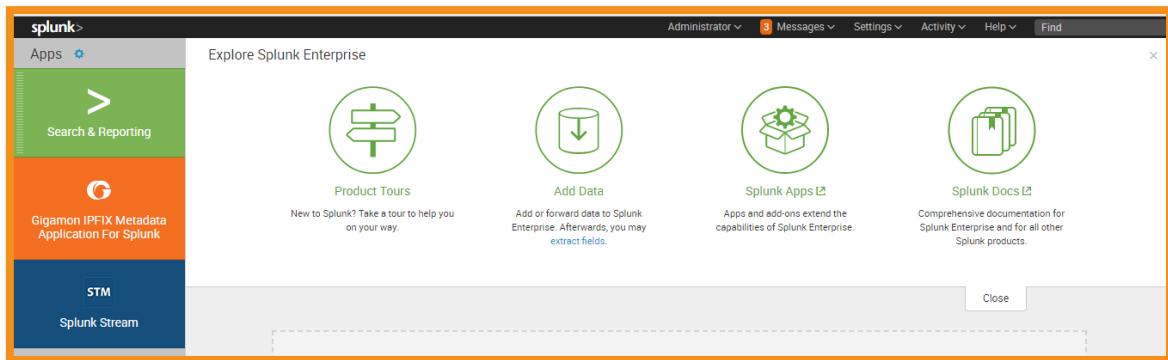 splunk>
Administrator
3 Messages
Settings
Activity
Help
Find
Apps
Explore Splunk Enterprise
×
>
Search & Reporting
G
Gigamon IPFIX Metadata
Application For Splunk
STM
Splunk Stream
Product Tours
New to Splunk? Take a tour to help you
on your way.
Add Data
Add or forward data to Splunk
Enterprise. Afterwards, you may
extract fields.
Splunk Apps
Apps and add-ons extend the
capabilities of Splunk Enterprise.
Splunk Docs
Comprehensive documentation for
Splunk Enterprise and for all other
Splunk products.
Close